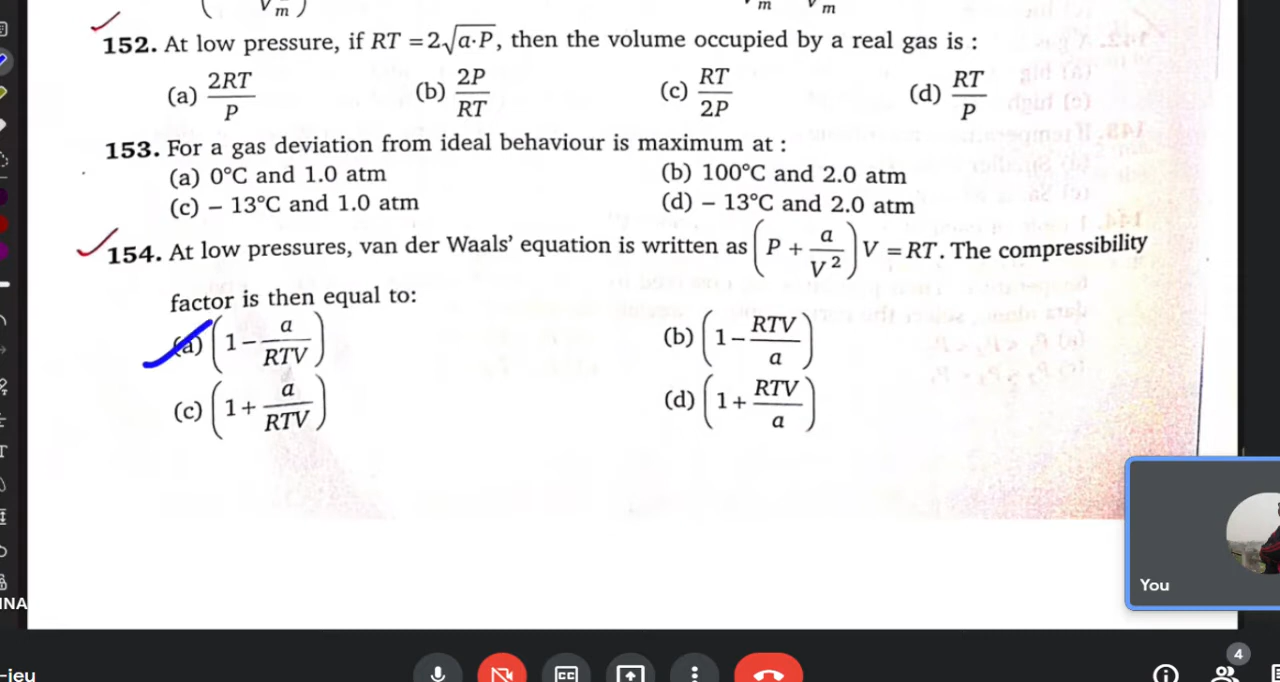 152. At low pressure, if RT = 2√a·P, then the volume occupied by a real gas is :
(a) 2RT/P (b) 2P/RT (c) RT/2P (d) RT/P
153. For a gas deviation from ideal behaviour is maximum at :
(a) 0°C and 1.0 atm (b) 100°C and 2.0 atm
(c) – 13°C and 1.0 atm (d) – 13°C and 2.0 atm
154. At low pressures, van der Waals' equation is written as (P + a/V²) V = RT. The compressibility
factor is then equal to:
(a) (1 – a/RTV) (b) (1 – RTV/a)
(c) (1 + a/RTV) (d) (1 + RTV/a)
You
4
-jeu